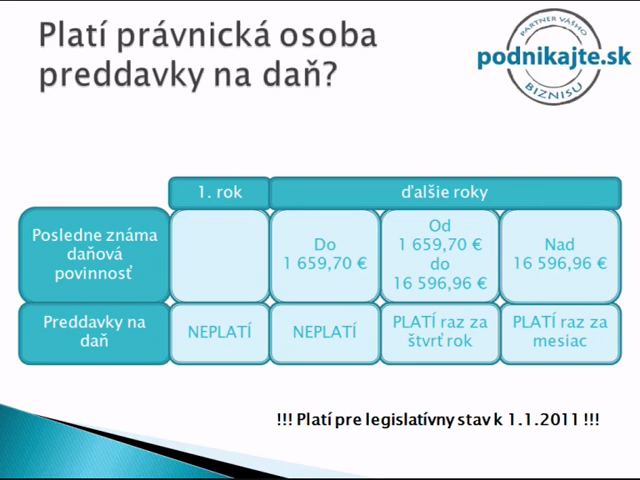 Platí právnická osoba
preddavky na daň?
PARTNER VÁŠHO
podnikajte.sk
BIZNISU
1. rok
ďalšie roky
Posledne známa
daňová
povinnosť
Do
1 659,70 €
Od
1 659,70 €
do
16 596,96 €
Nad
16 596,96 €
Preddavky na
daň
NEPLATÍ
NEPLATÍ
PLATÍ raz za
štvrť rok
PLATÍ raz za
mesiac
!!! Platí pre legislatívny stav k 1.1.2011 !!!